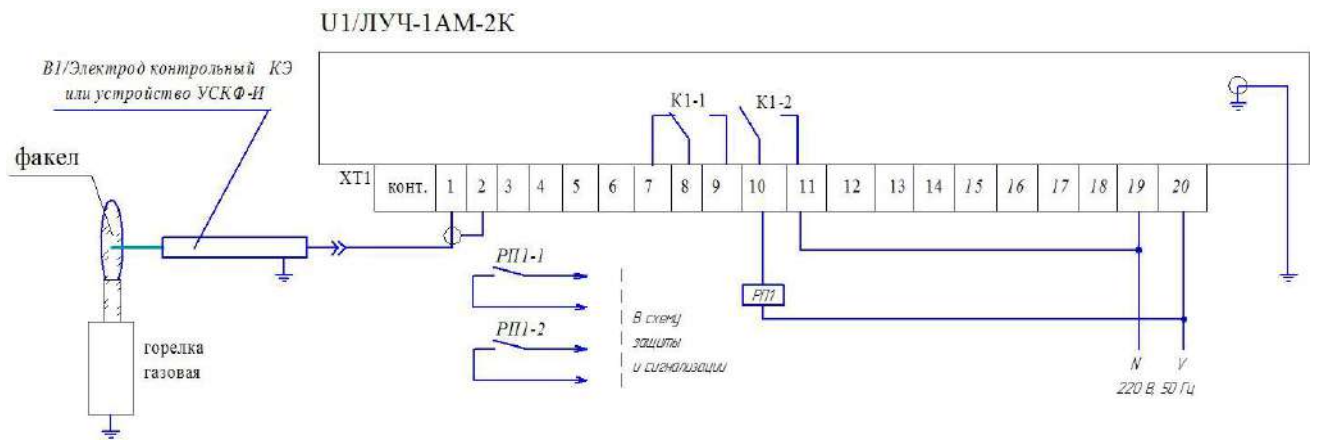 U1/ЛУЧ-1АМ-2К
В1/Электрод контрольный КЭ
или устройство УСКФ-И
факел
К1-1
К1-2
ХТ1
конт. 1 2 3 4 5 6 7 8 9 10 11 12 13 14 15 16 17 18 19 20
РП1-1
РП1-2
РП1
В схему
защиты
и сигнализации
горелка
газовая
N V
220 В, 50 Гц